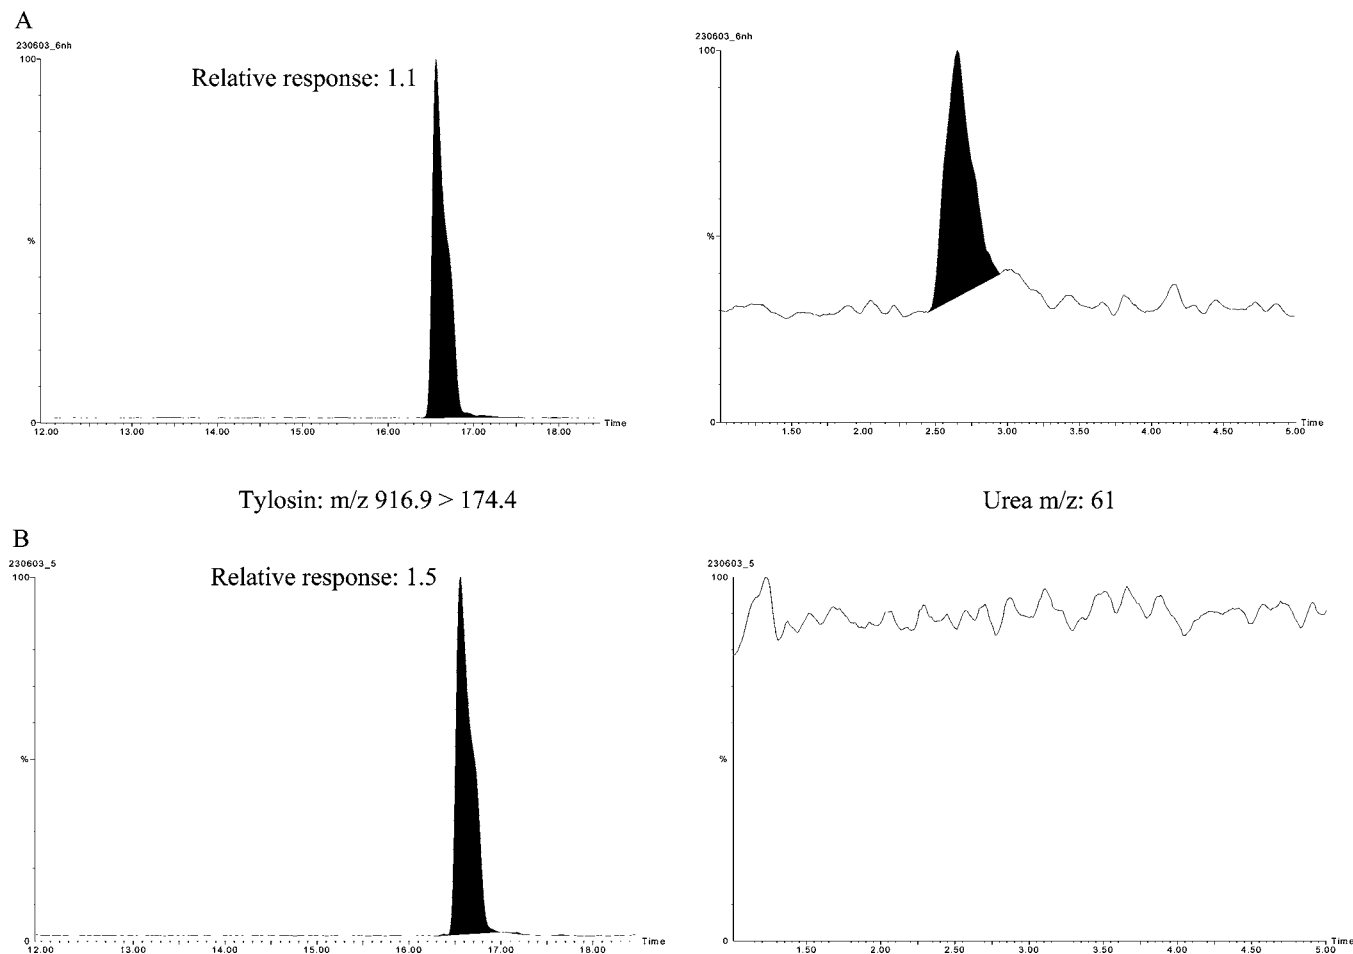 A
230603_6nh
100
Relative response: 1.1
%
0
12.00 13.00 14.00 15.00 16.00 17.00 18.00 Time
230603_6nh
100
%
0
1.50 2.00 2.50 3.00 3.50 4.00 4.50 5.00 Time
Tylosin: m/z 916.9 > 174.4
Urea m/z: 61
B
230603_5
100
Relative response: 1.5
%
0
12.00 13.00 14.00 15.00 16.00 17.00 18.00 Time
230603_5
100
%
0
1.50 2.00 2.50 3.00 3.50 4.00 4.50 5.00 Time